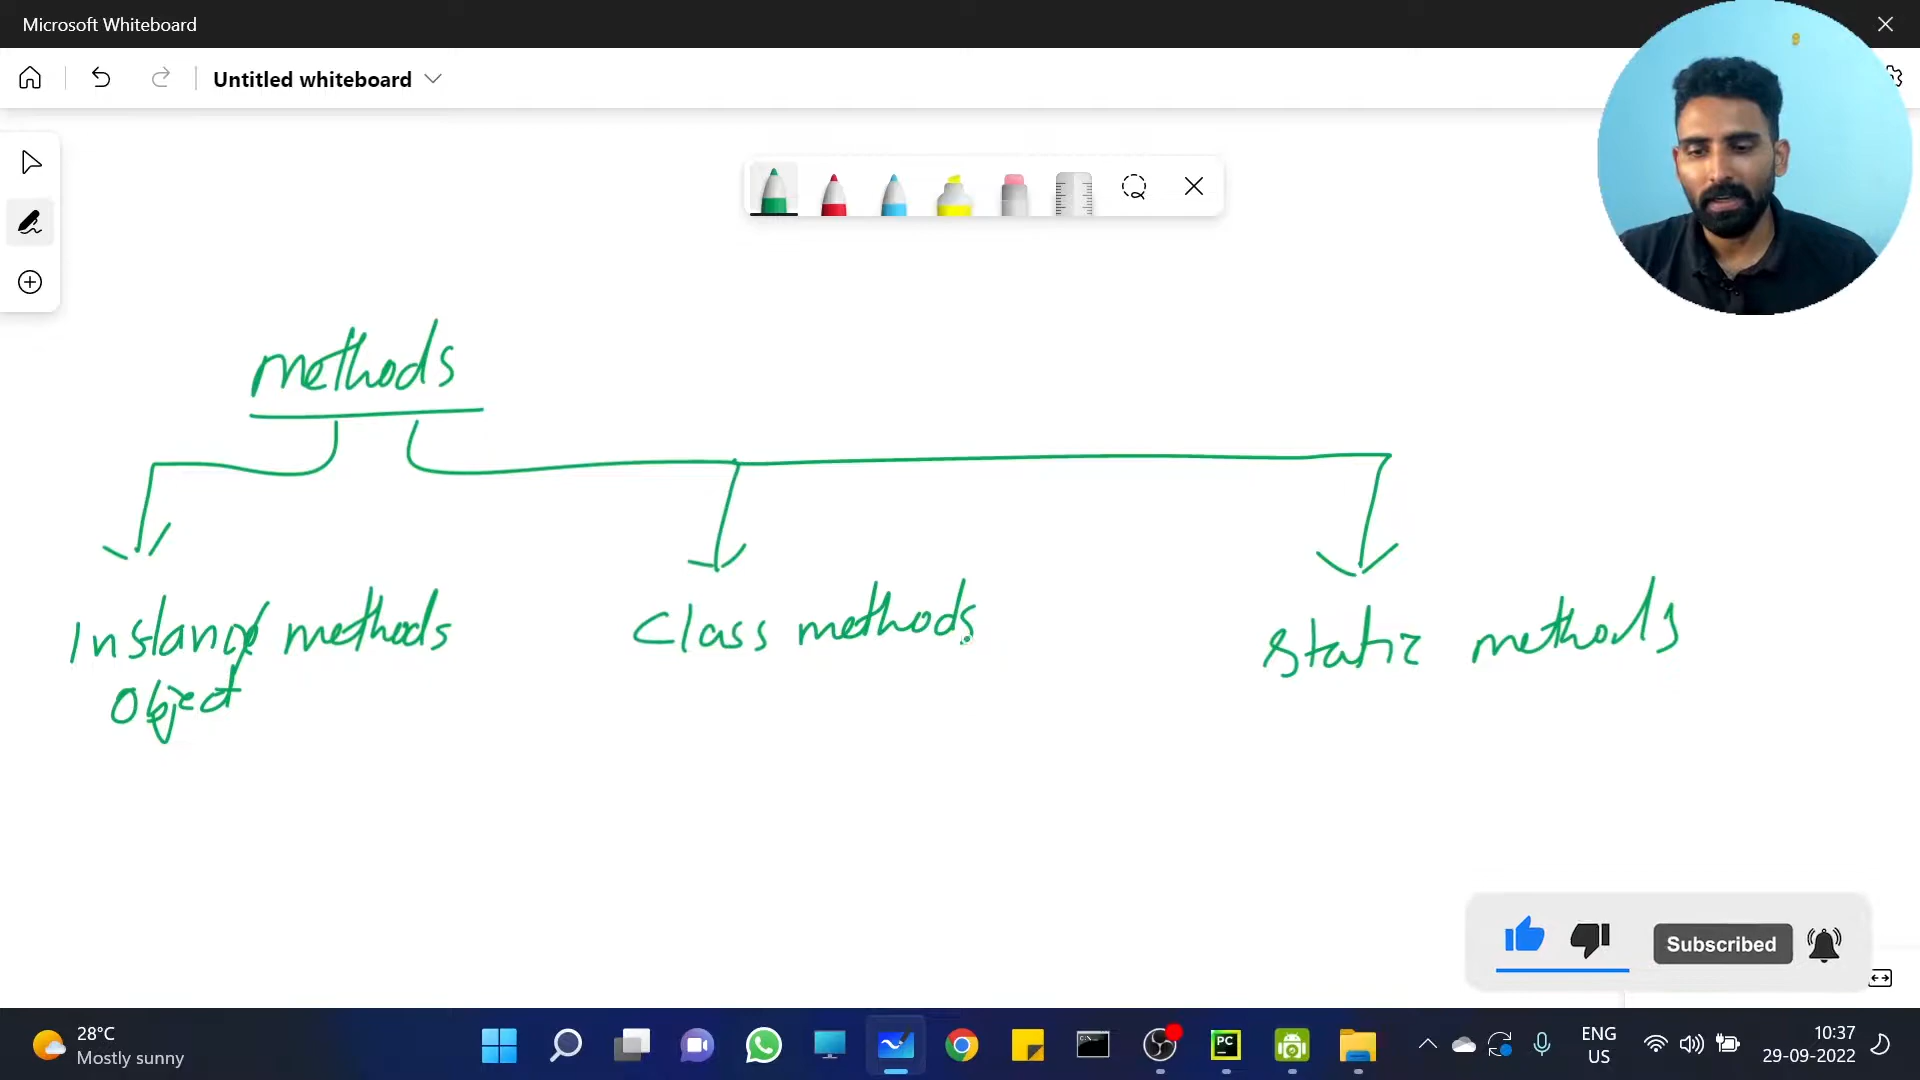 Microsoft Whiteboard
Untitled whiteboard
methods
Instance/ methods
Class methods
Static methods
Object
Subscribed
28°C
Mostly sunny
PC
ENG
US
10:37
29-09-2022